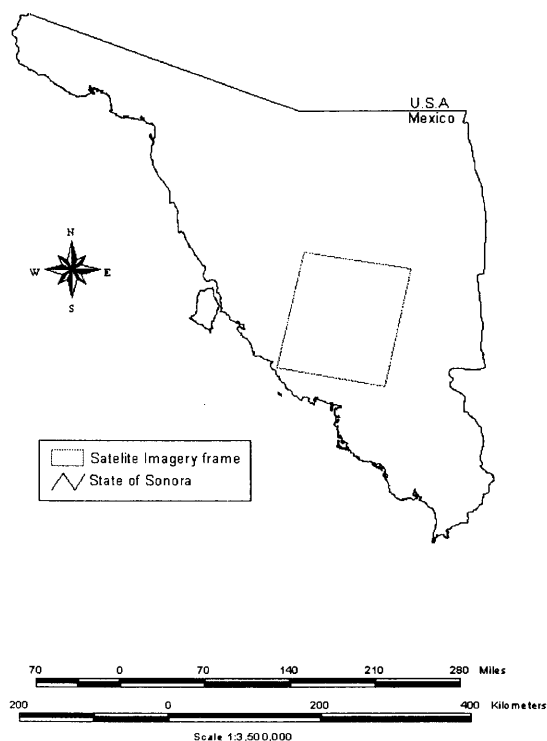 U.S.A
Mexico
N
W E
S
Satelite Imagery frame
State of Sonora
70 0 70 140 210 280 Miles
200 0 200 400 Kilometers
Scale 1:3,500,000